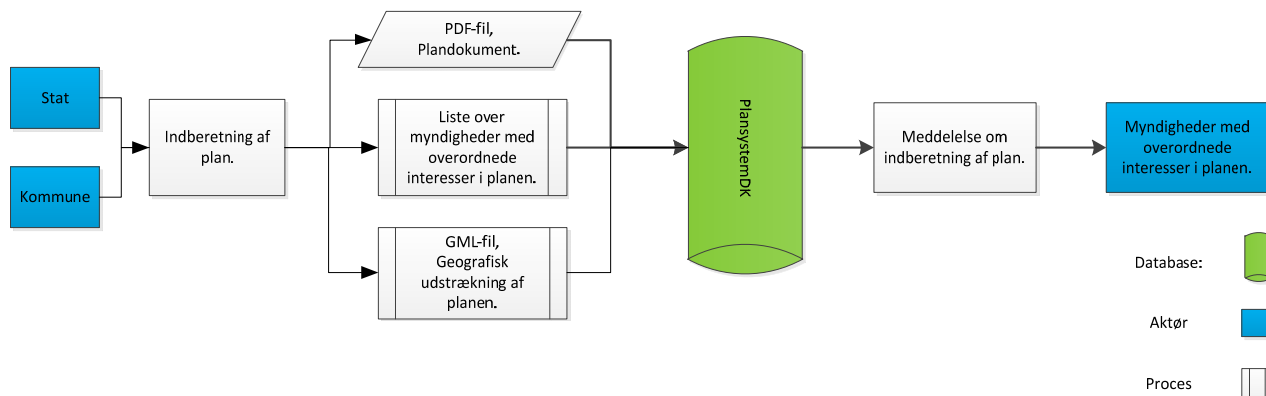 Stat
Kommune
Indberetning af
plan.
PDF-fil,
Plandokument.
Liste over
myndigheder med
overordnede
interesser i planen.
GML-fil,
Geografisk
udstrækning af
planen.
PlansystemDK
Meddelelse om
indberetning af plan.
Myndigheder med
overordnede
interesser i planen.
Database:
Aktør
Proces